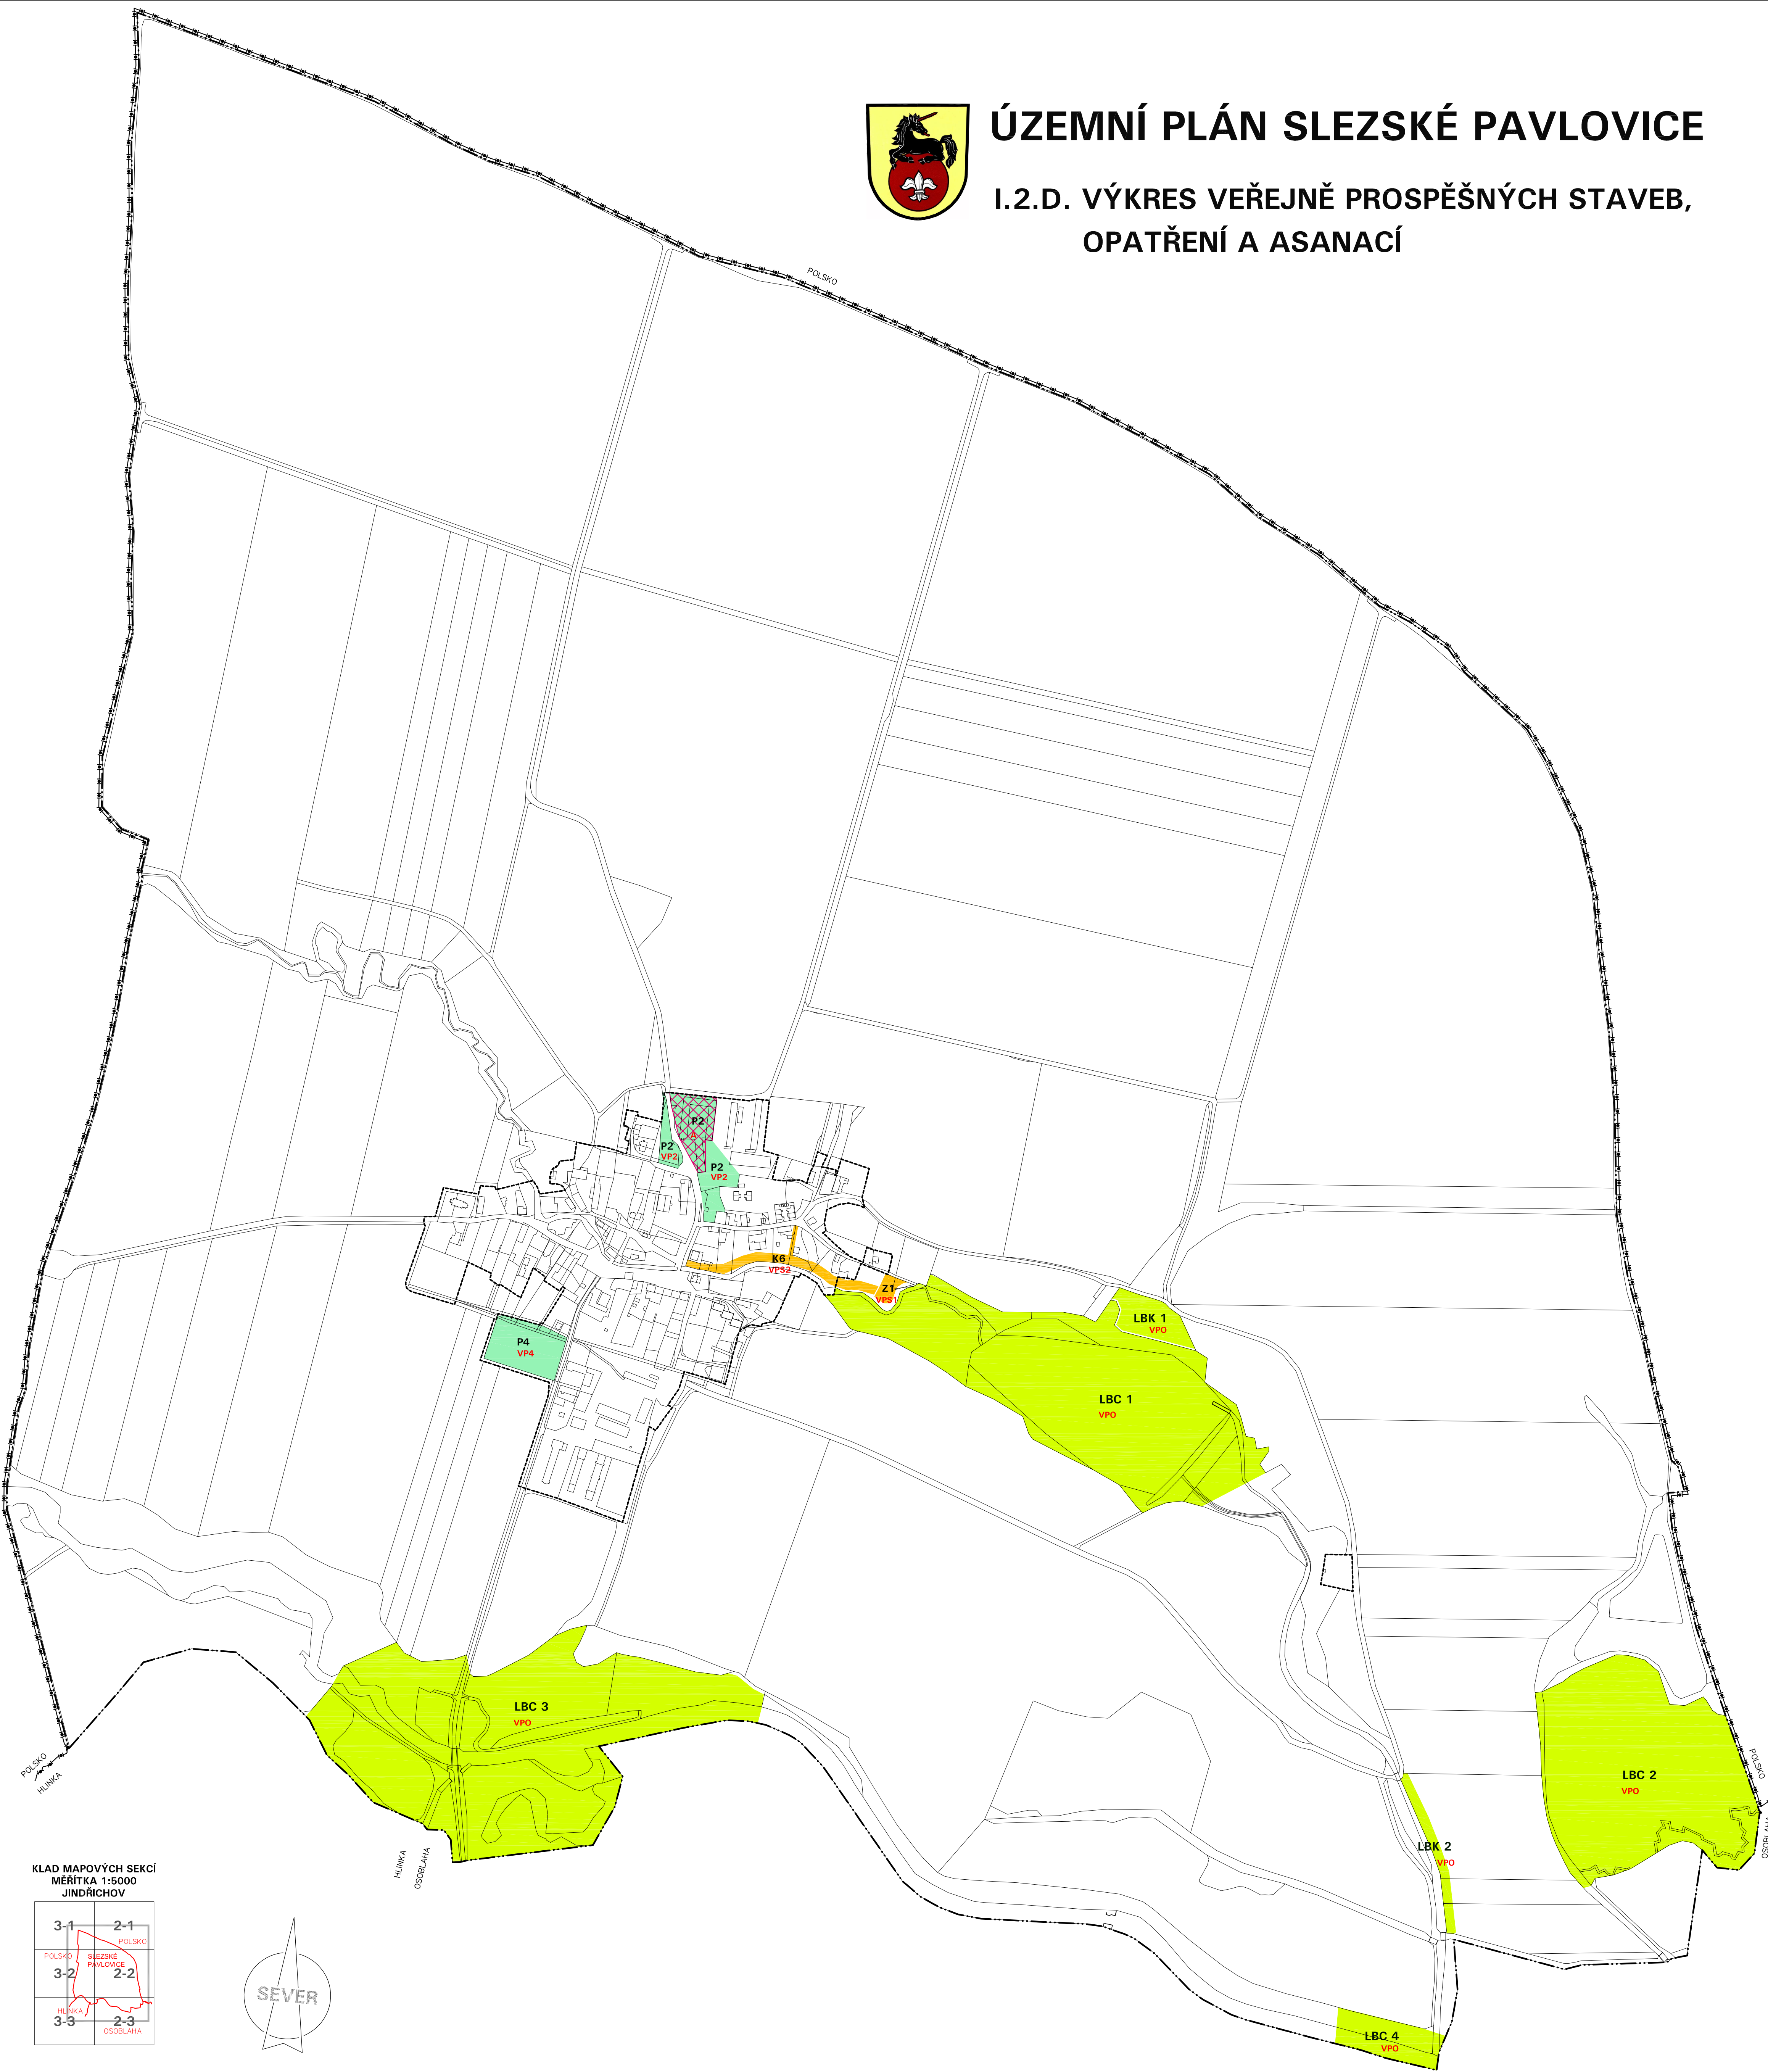 ÚZEMNÍ PLÁN SLEZSKÉ PAVLOVICE
I.2.D. VÝKRES VEŘEJNĚ PROSPĚŠNÝCH STAVEB,
OPATŘENÍ A ASANACÍ
POLSKO
P2
A
P2
VP2
P2
VP2
K6
VPS2
Z1
VPS1
LBK 1
VPO
P4
VP4
LBC 1
VPO
LBC 3
VPO
POLSKO
HLINKA
POLSKO
OSOBLAHA
LBC 2
VPO
LBK 2
VPO
HLINKA
OSOBLAHA
KLAD MAPOVÝCH SEKCÍ
MĚŘÍTKA 1:5000
JINDŘICHOV
3-1 2-1
POLSKO
POLSKO
SLEZSKÉ
PAVLOVICE
3-2 2-2
HLINKA
3-3 2-3
OSOBLAHA
SEVER
LBC 4
VPO